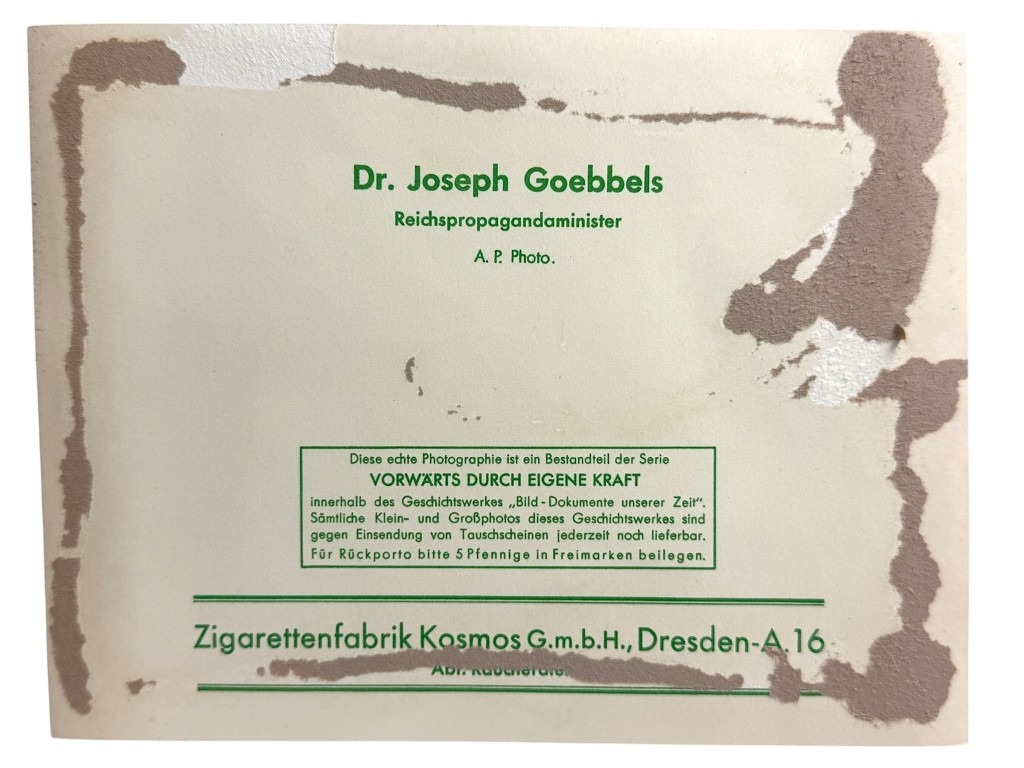 Dr. Joseph Goebbels
Reichspropagandaminister
A. P. Photo.
Diese echte Photographie ist ein Bestandteil der Serie
VORWÄRTS DURCH EIGENE KRAFT
innerhalb des Geschichtswerkes „Bild-Dokumente unserer Zeit“.
Sämtliche Klein- und Großphotos dieses Geschichtswerkes sind
gegen Einsendung von Tauschscheinen jederzeit noch lieferbar.
Für Rückporto bitte 5 Pfennige in Freimarken beilegen.
Zigarettenfabrik Kosmos G.m.b.H., Dresden-A. 16
Abt.